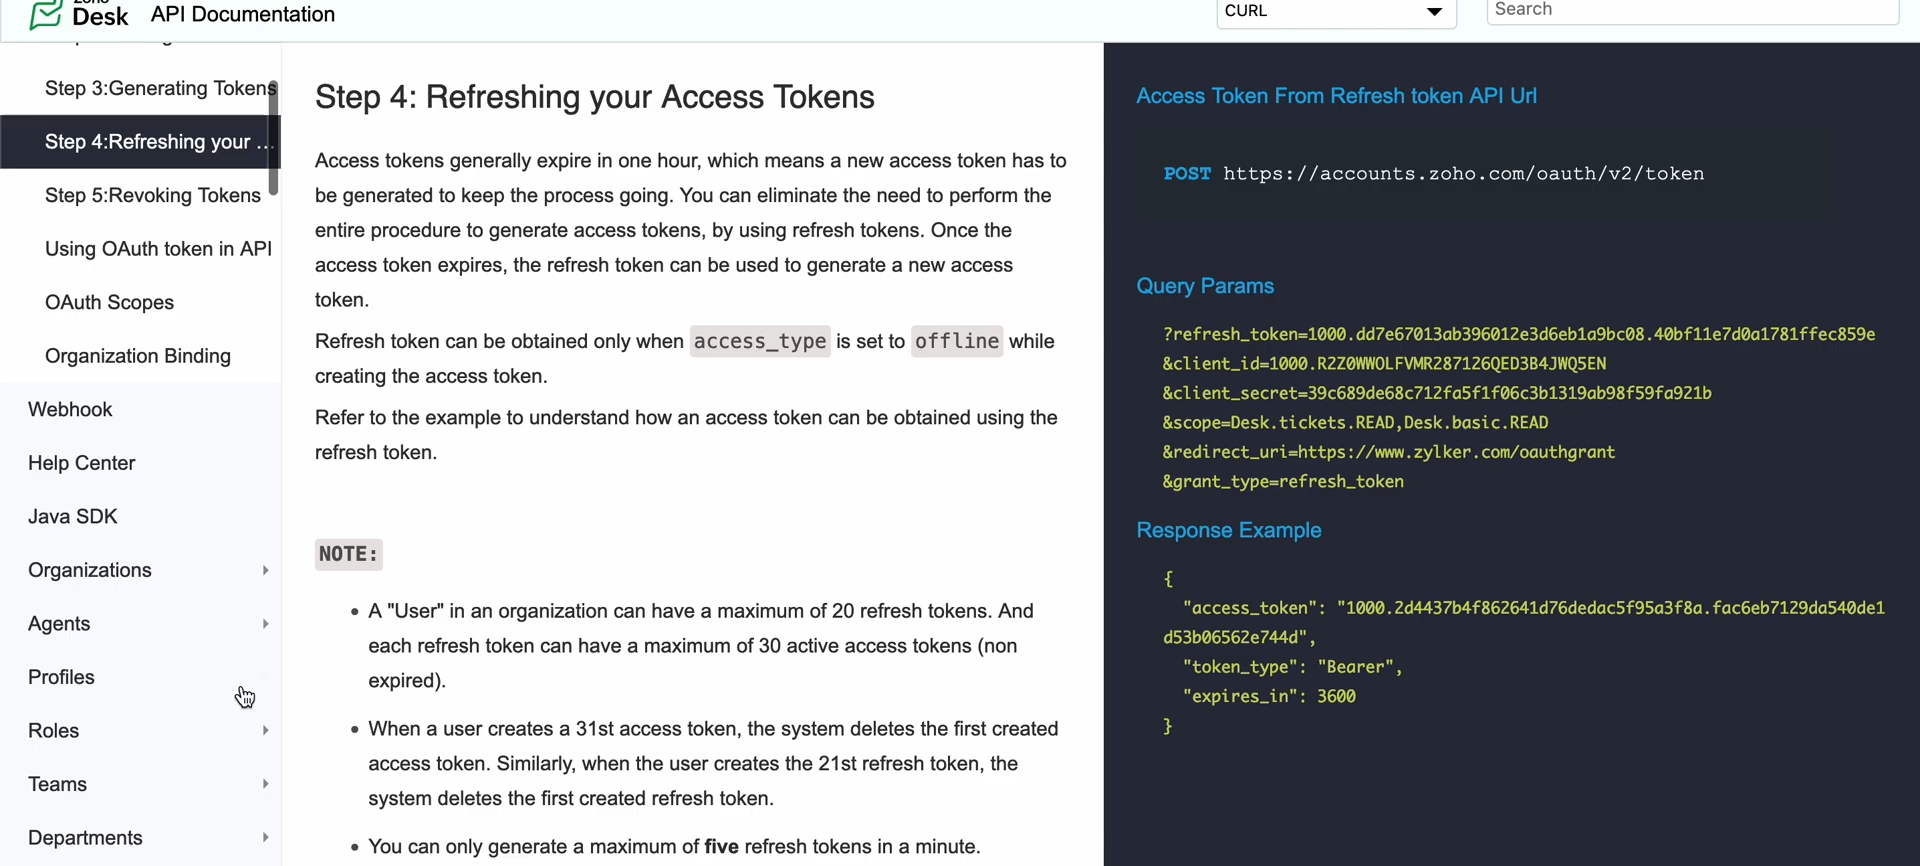 Desk API Documentation
CURL
Search
Step 3:Generating Tokens
Step 4:Refreshing your ...
Step 5:Revoking Tokens
Using OAuth token in API
OAuth Scopes
Organization Binding
Webhook
Help Center
Java SDK
Organizations
Agents
Profiles
Roles
Teams
Departments
Step 4: Refreshing your Access Tokens
Access tokens generally expire in one hour, which means a new access token has to
be generated to keep the process going. You can eliminate the need to perform the
entire procedure to generate access tokens, by using refresh tokens. Once the
access token expires, the refresh token can be used to generate a new access
token.
Refresh token can be obtained only when access_type is set to offline while
creating the access token.
Refer to the example to understand how an access token can be obtained using the
refresh token.
NOTE:
• A "User" in an organization can have a maximum of 20 refresh tokens. And
each refresh token can have a maximum of 30 active access tokens (non
expired).
• When a user creates a 31st access token, the system deletes the first created
access token. Similarly, when the user creates the 21st refresh token, the
system deletes the first created refresh token.
• You can only generate a maximum of five refresh tokens in a minute.
Access Token From Refresh token API Url
POST https://accounts.zoho.com/oauth/v2/token
Query Params
?refresh_token=1000.dd7e67013ab396012e3d6eb1a9bc08.40bf11e7d0a1781ffec859e
&client_id=1000.R2Z0WWOLFVMR287126QED3B4JWQ5EN
&client_secret=39c689de68c712fa5f1f06c3b1319ab98f59fa921b
&scope=Desk.tickets.READ,Desk.basic.READ
&redirect_uri=https://www.zylker.com/oauthgrant
&grant_type=refresh_token
Response Example
{
"access_token": "1000.2d4437b4f862641d76dedac5f95a3f8a.fac6eb7129da540de1
d53b06562e744d",
"token_type": "Bearer",
"expires_in": 3600
}